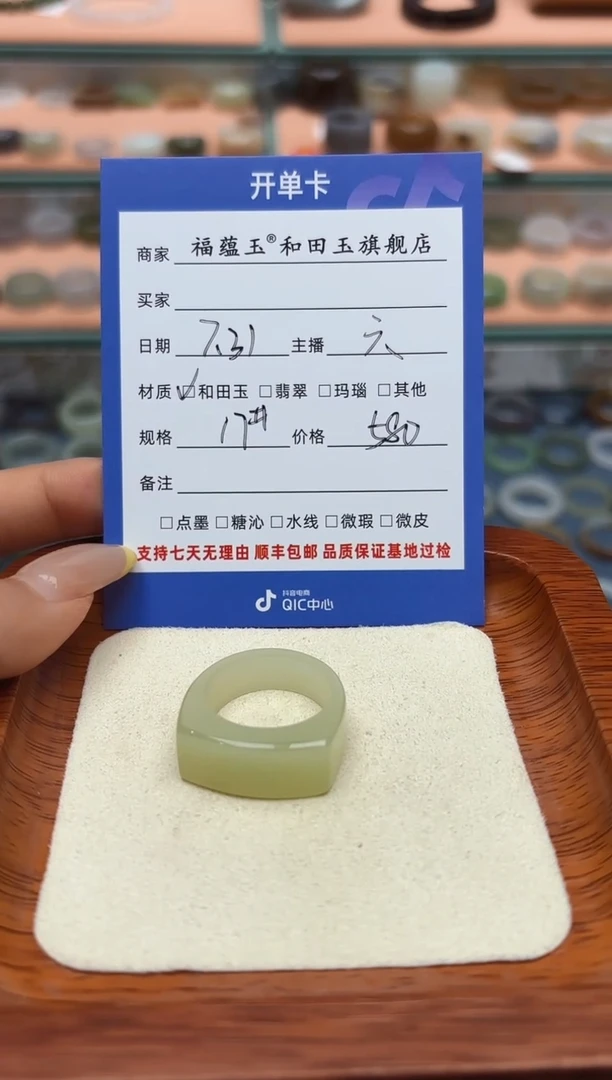 开单卡
商家 福蕴玉®和田玉旗舰店
买家
日期 7.31 主播 云
材质 ☑和田玉 □翡翠 □玛瑙 □其他
规格 17# 价格 580
备注
□点墨 □糖沁 □水线 □微瑕 □微皮
支持七天无理由 顺丰包邮 品质保证基地过检
抖音电商
QIC中心